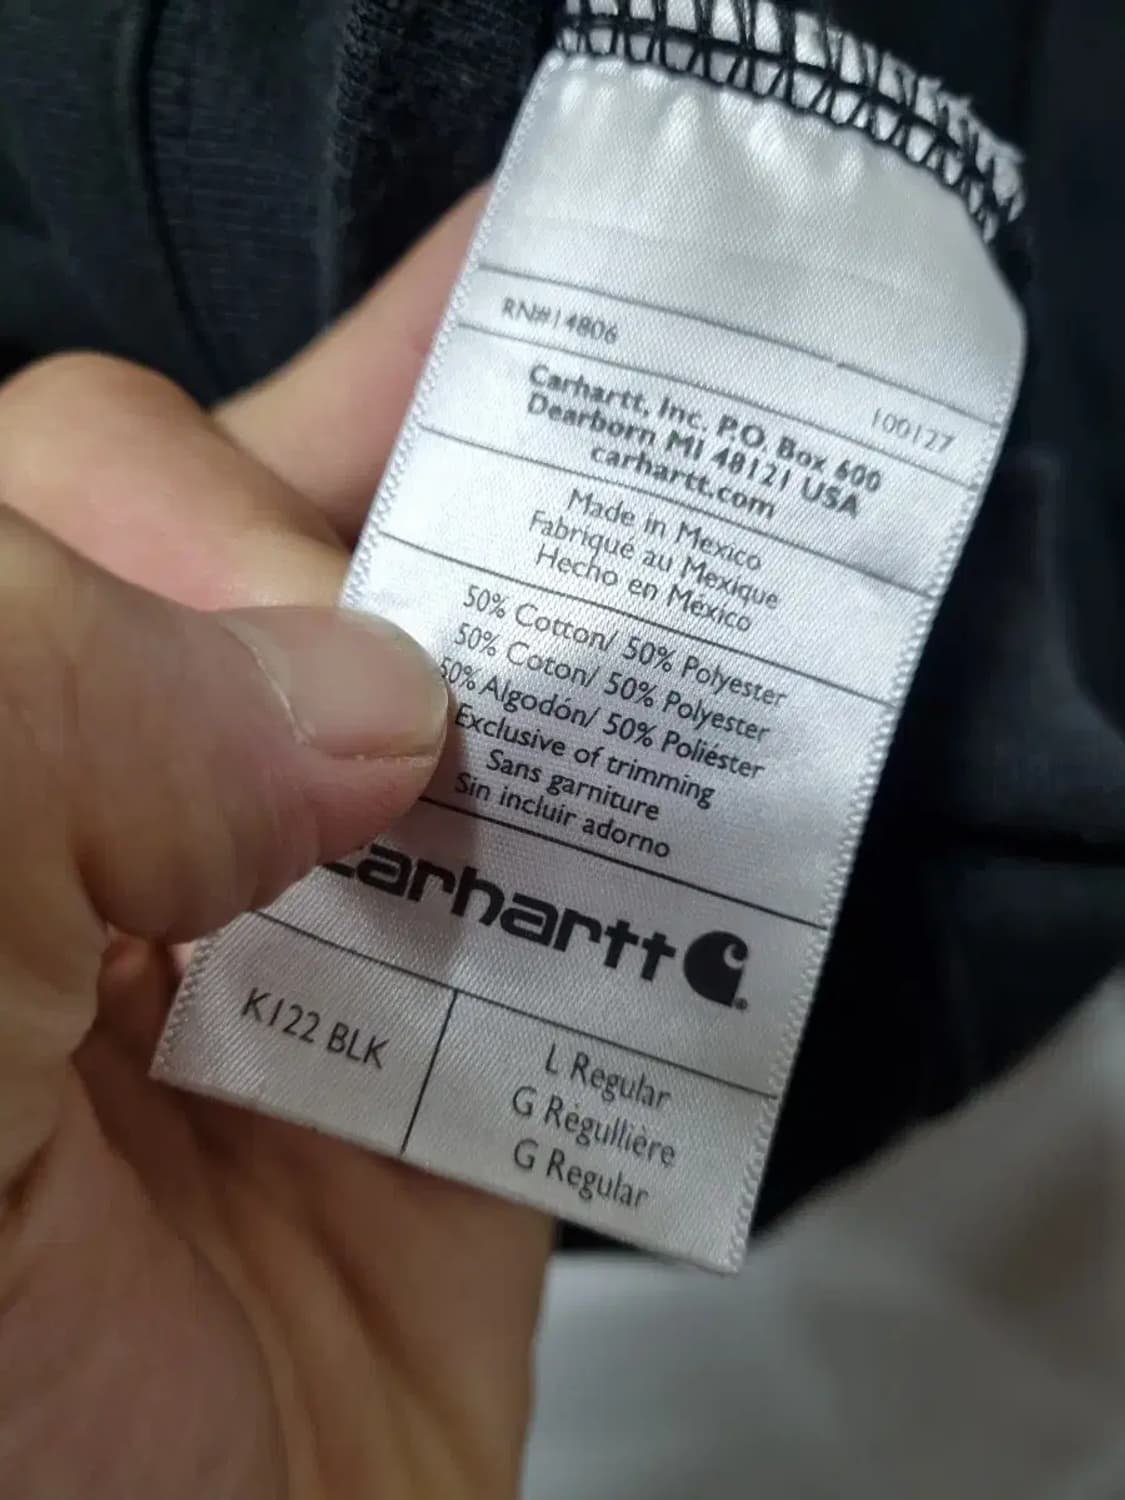 RN#14806
100127
Carhartt, Inc. P.O. Box 600
Dearborn MI 48121 USA
carhartt.com
Made in Mexico
Fabriqué au Mexique
Hecho en México
50% Cotton/ 50% Polyester
50% Coton/ 50% Polyester
50% Algodón/ 50% Poliéster
Exclusive of trimming
Sans garniture
Sin incluir adorno
carhartt
K122 BLK
L Regular
G Régullière
G Regular